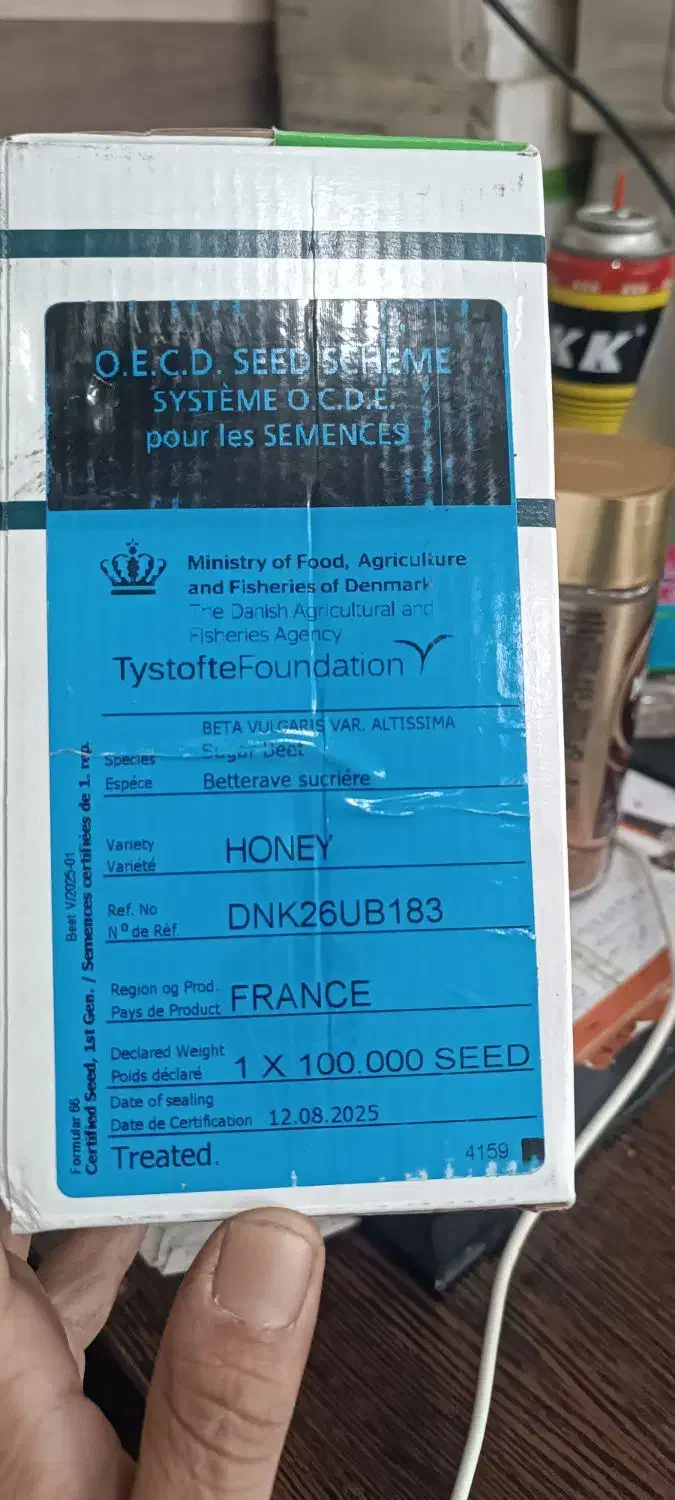 O.E.C.D. SEED SCHEME
SYSTÈME O.C.D.E.
pour les SEMENCES
Ministry of Food, Agriculture
and Fisheries of Denmark
The Danish Agricultural and
Fisheries Agency
TystofteFoundation
BETA VULGARIS VAR. ALTISSIMA
Species Sugar Beet
Espéce Betterave sucriére
Variety
Variété HONEY
Ref. No
N° de Réf. DNK26UB183
Region og Prod.
Pays de Product FRANCE
Declared Weight
Poids déclaré 1 X 100.000 SEED
Date of sealing
Date de Certification 12.08.2025
Treated.
4159
Formular 66
Beet V/2025-01
Certified Seed, 1st Gen. / Semences certifiées de 1. rep.
KK